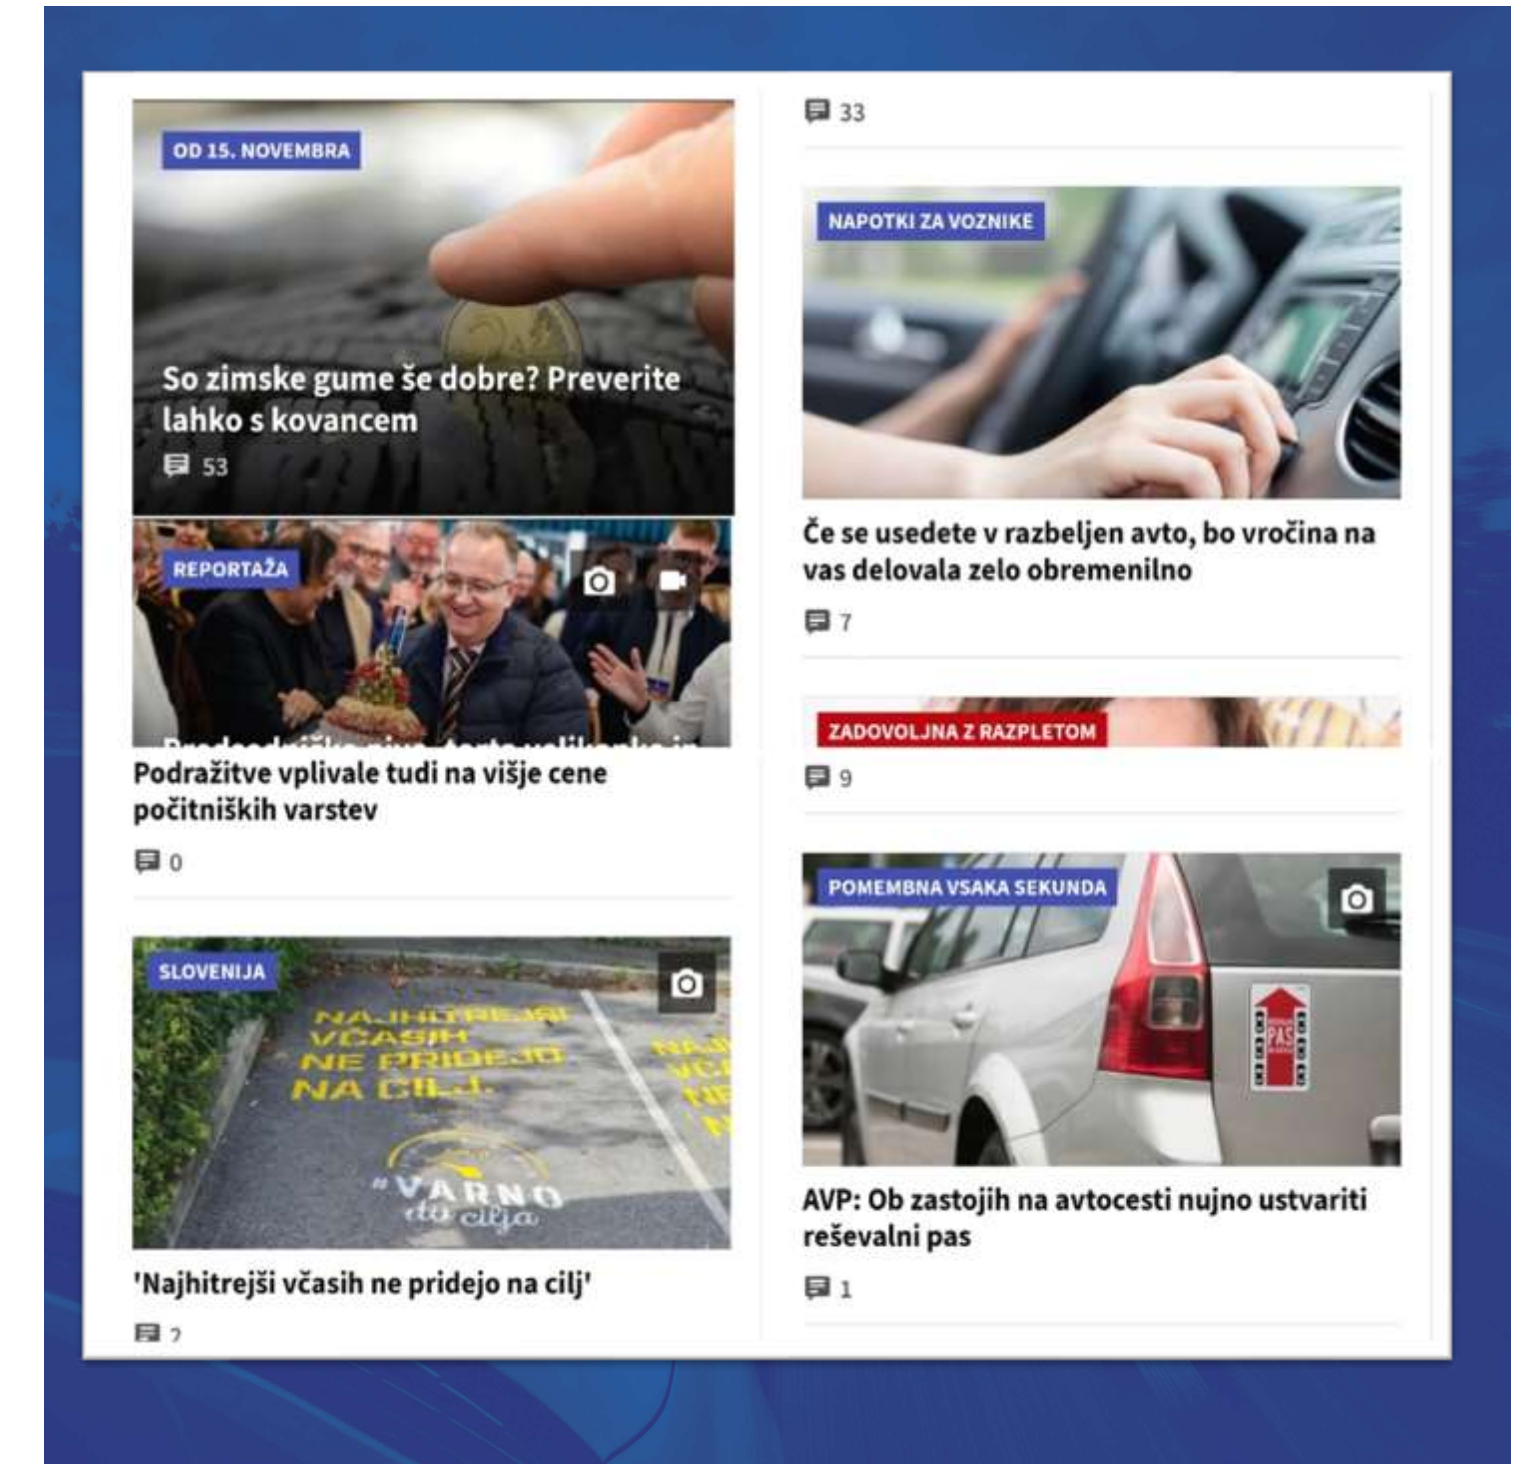 OD 15. NOVEMBRA
So zimske gume še dobre? Preverite
lahko s kovancem
53
REPORTAŽA
Podražitve vplivale tudi na višje cene
počitniških varstev
0
SLOVENIJA
NAJHITREJŠI
VČASIH
NE PRIDEJO
NA CILJ.
#VARNO
do cilja
'Najhitrejši včasih ne pridejo na cilj'
2
33
NAPOTKI ZA VOZNIKE
Če se usedete v razbeljen avto, bo vročina na
vas delovala zelo obremenilno
7
ZADOVOLJNA Z RAZPLETOM
9
POMEMBNA VSAKA SEKUNDA
PAS
AVP: Ob zastojih na avtocesti nujno ustvariti
reševalni pas
1